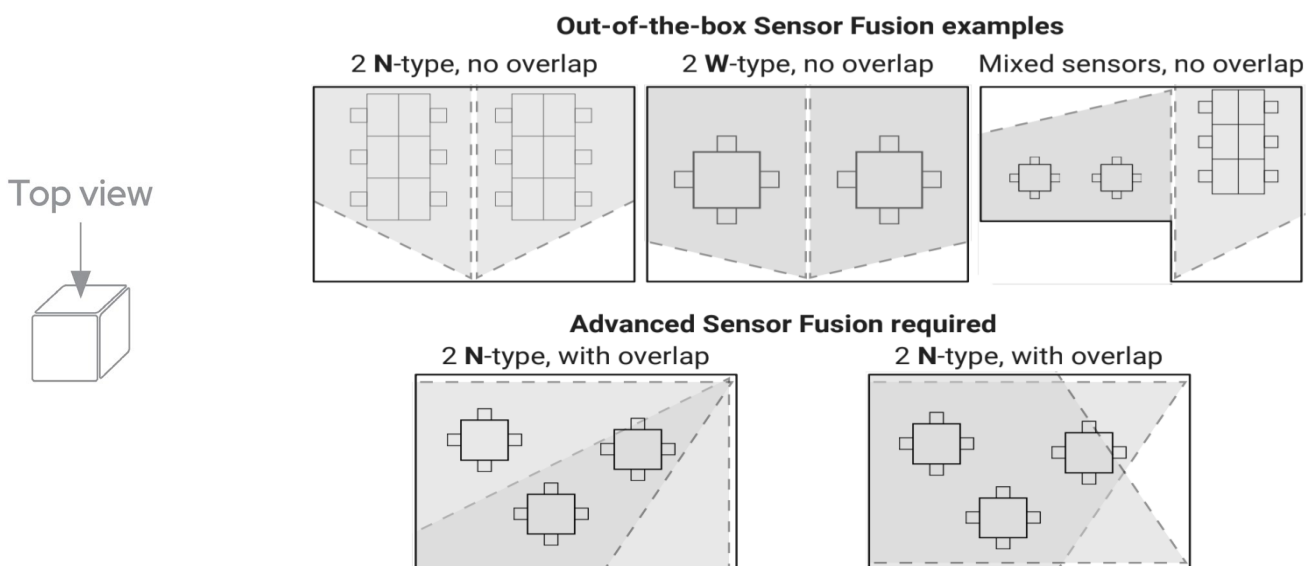 Out-of-the-box Sensor Fusion examples
2 N-type, no overlap
2 W-type, no overlap
Mixed sensors, no overlap
Top view
Advanced Sensor Fusion required
2 N-type, with overlap
2 N-type, with overlap